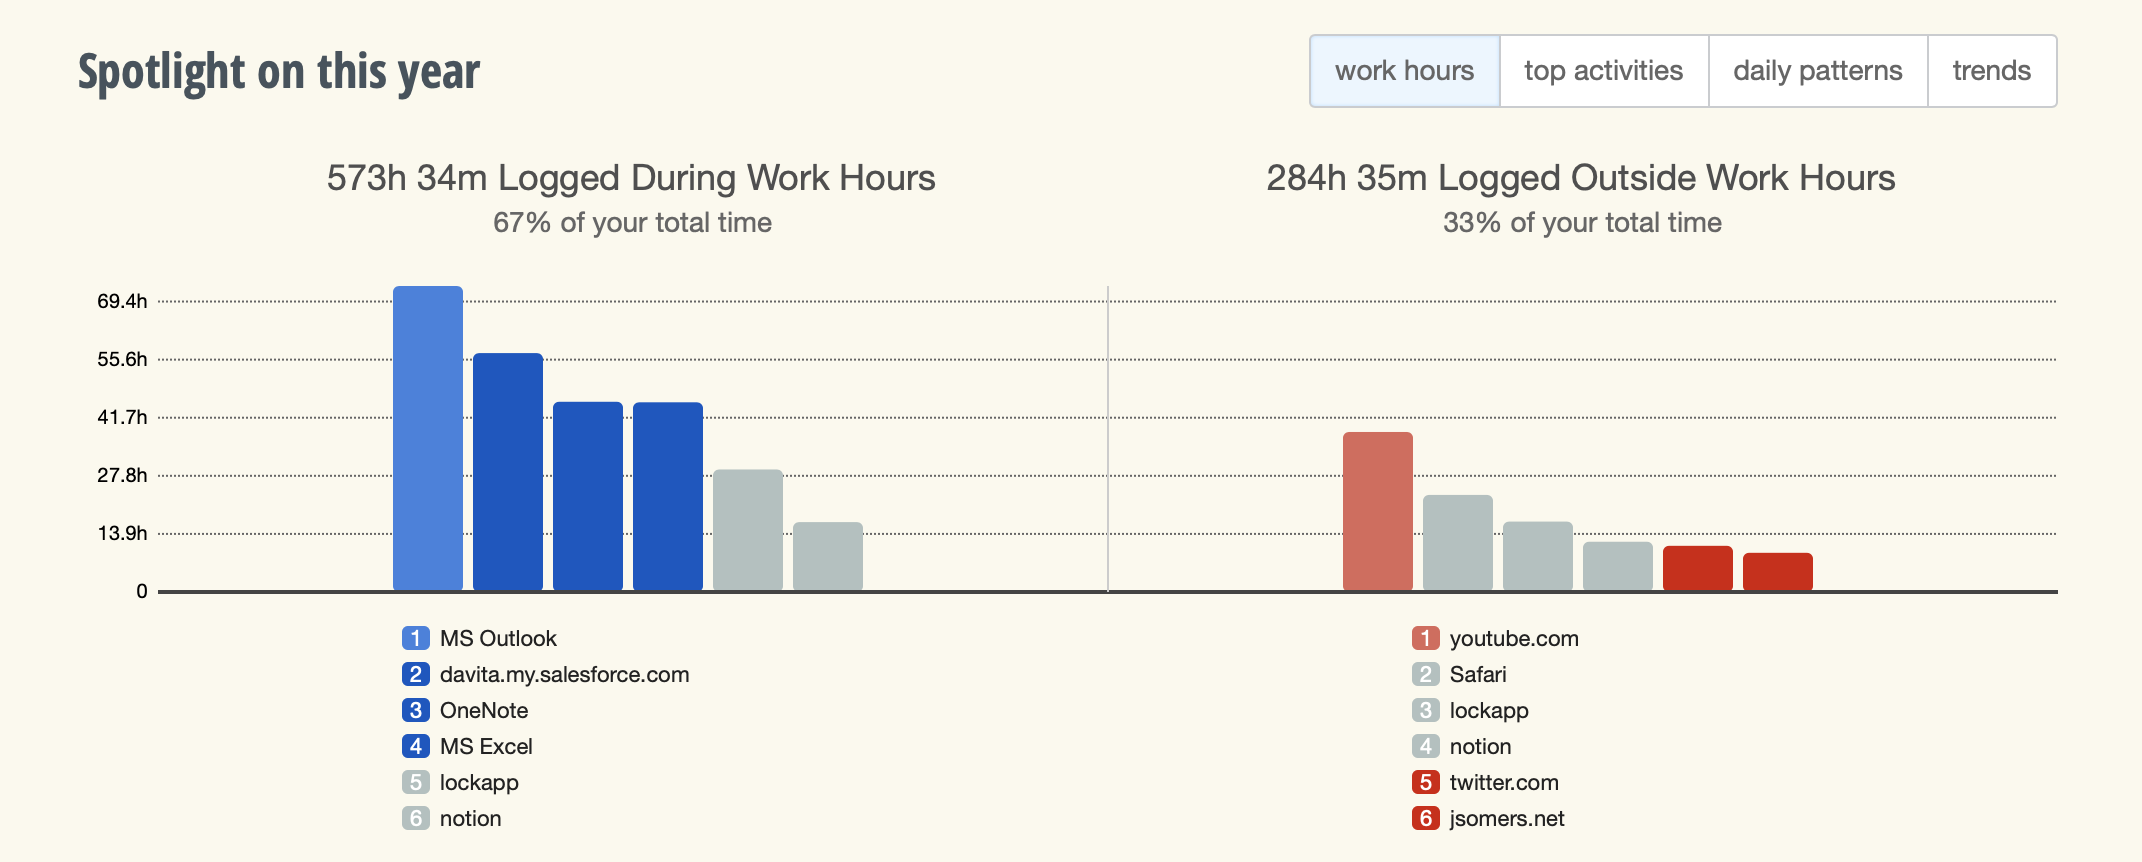 Spotlight on this year
work hours
top activities
daily patterns
trends
573h 34m Logged During Work Hours
67% of your total time
284h 35m Logged Outside Work Hours
33% of your total time
69.4h
55.6h
41.7h
27.8h
13.9h
0
1 MS Outlook
2 davita.my.salesforce.com
3 OneNote
4 MS Excel
5 lockapp
6 notion
1 youtube.com
2 Safari
3 lockapp
4 notion
5 twitter.com
6 jsomers.net